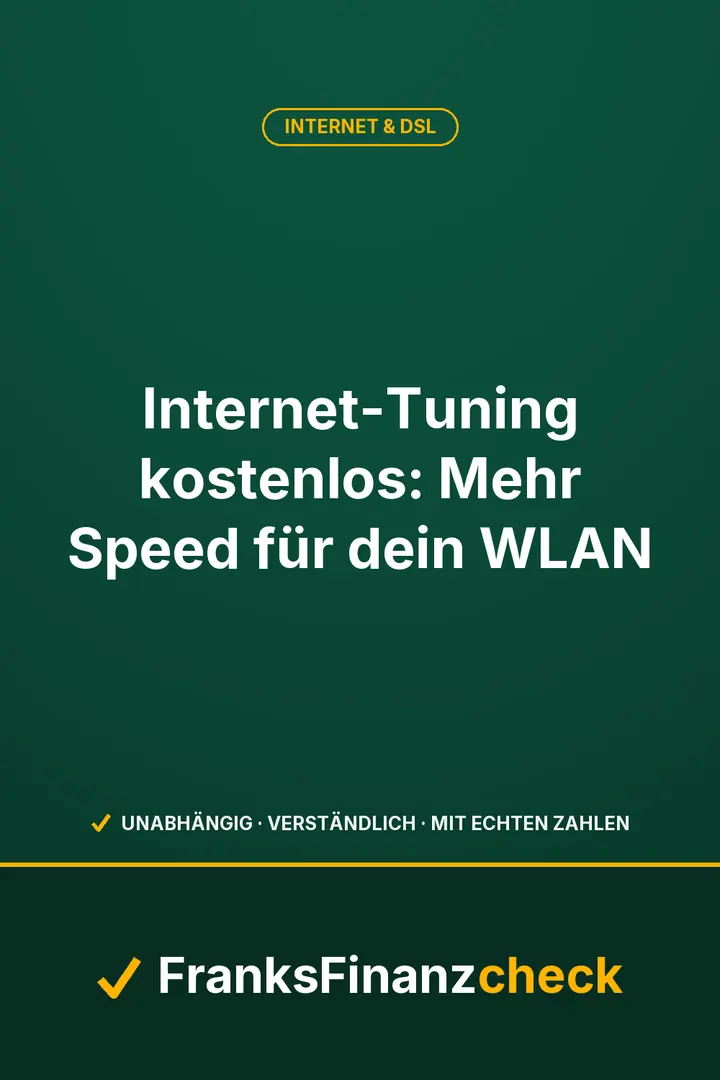 INTERNET & DSL
Internet-Tuning
kostenlos: Mehr
Speed für dein WLAN
UNABHÄNGIG · VERSTÄNDLICH · MIT ECHTEN ZAHLEN
FranksFinanzcheck